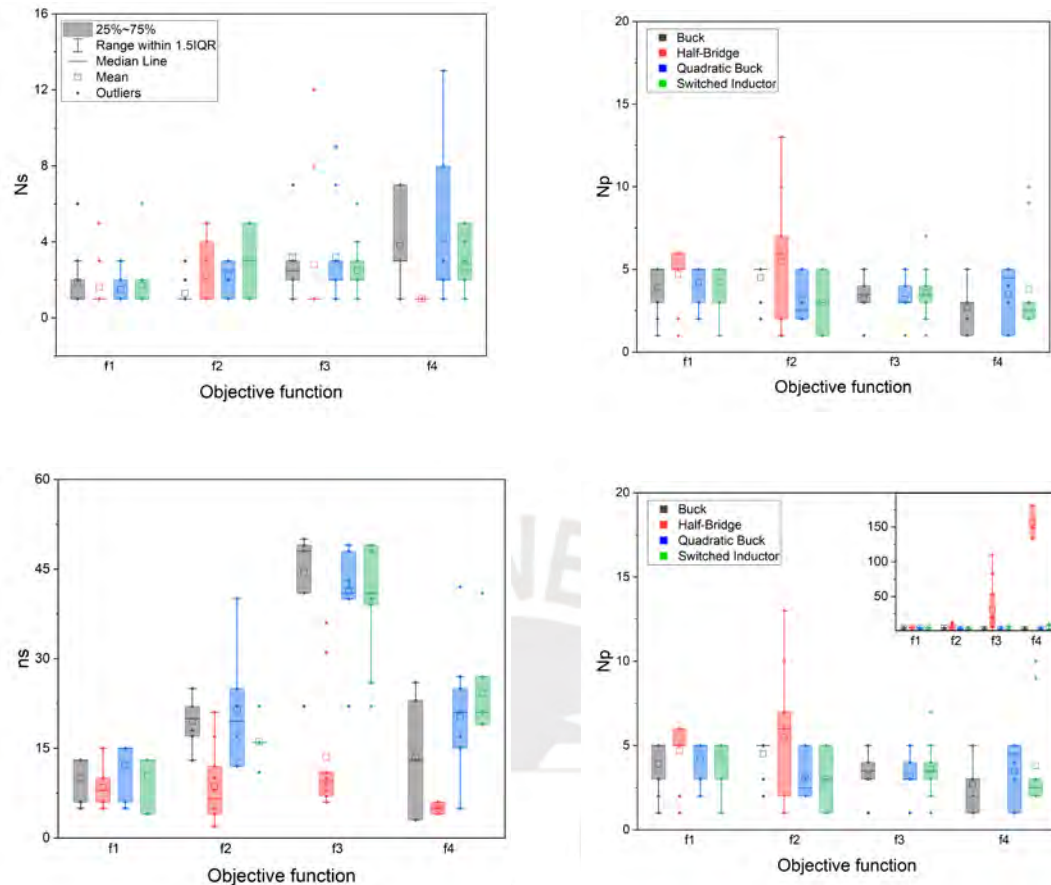 16
12
8
4
0
Ns
25%~75%
Range within 1.5IQR
Median Line
Mean
Outliers
f1 f2 f3 f4
Objective function
20
15
10
5
0
Np
Buck
Half-Bridge
Quadratic Buck
Switched Inductor
f1 f2 f3 f4
Objective function
60
45
30
15
0
ns
f1 f2 f3 f4
Objective function
20
15
10
5
0
Np
Buck
Half-Bridge
Quadratic Buck
Switched Inductor
150
100
50
f1 f2 f3 f4
f1 f2 f3 f4
Objective function
NE